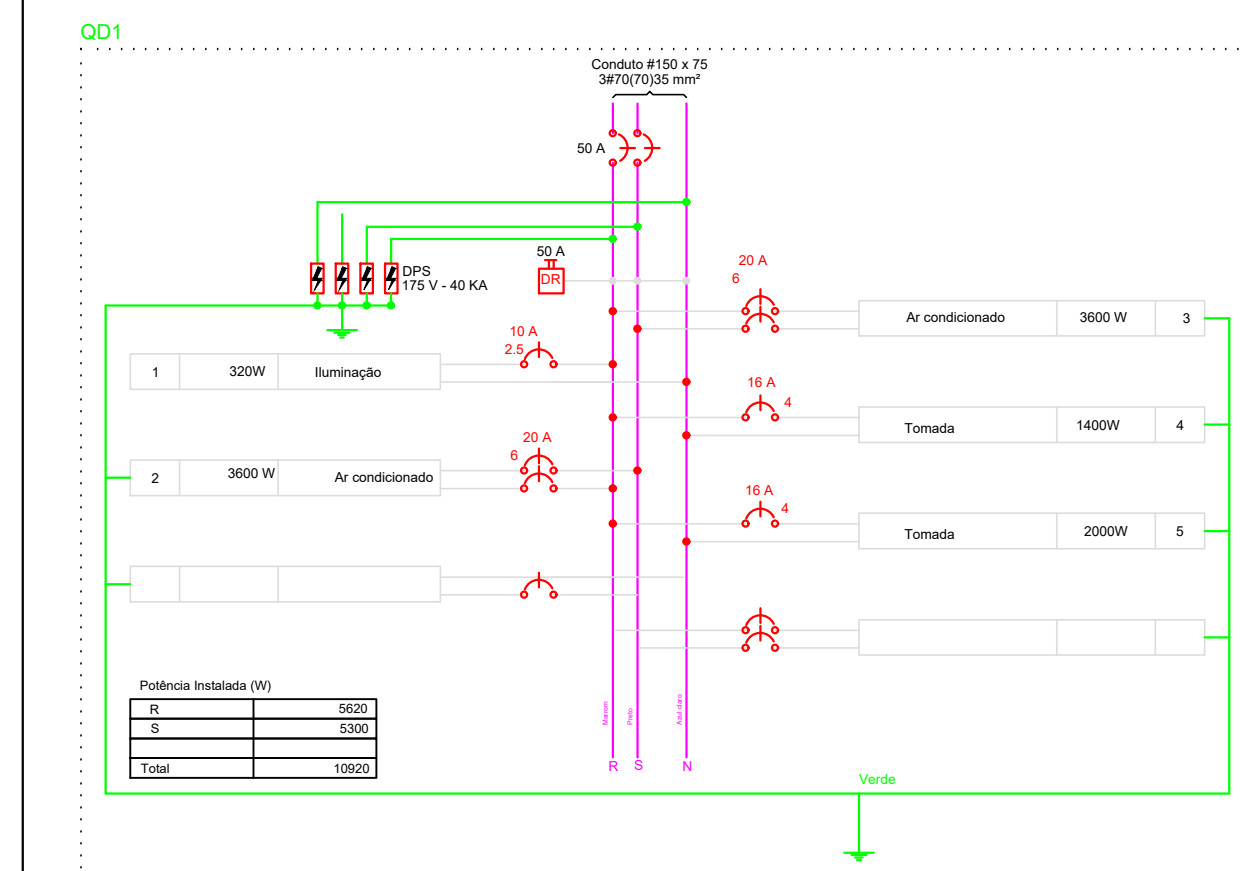 QD1
Conduto #150 x 75
3#70(70)35 mm²
50 A
DPS
175 V - 40 KA
50 A
DR
20 A
6
Ar condicionado 3600 W 3
10 A
2.5
1 320W Iluminação
16 A
4
Tomada 1400W 4
20 A
6
2 3600 W Ar condicionado
16 A
4
Tomada 2000W 5
Potência Instalada (W)
R 5620
S 5300
Total 10920
Marrom
Preto
Azul claro
R S N
Verde